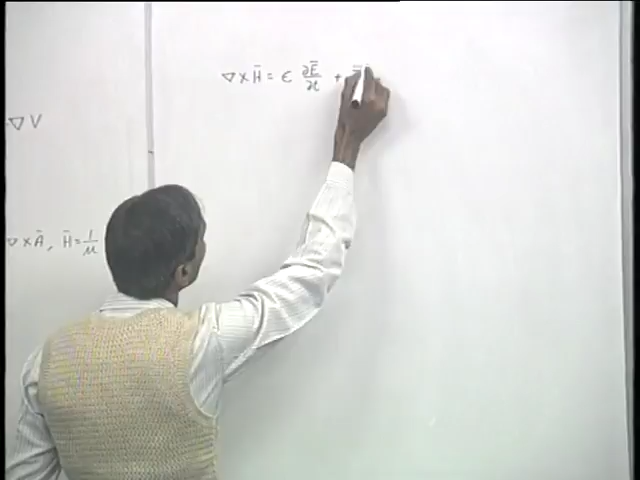 ∇ × H̄ = ϵ ∂Ē/∂t +
∇V
∇ × Ā, H̄ = 1/μ